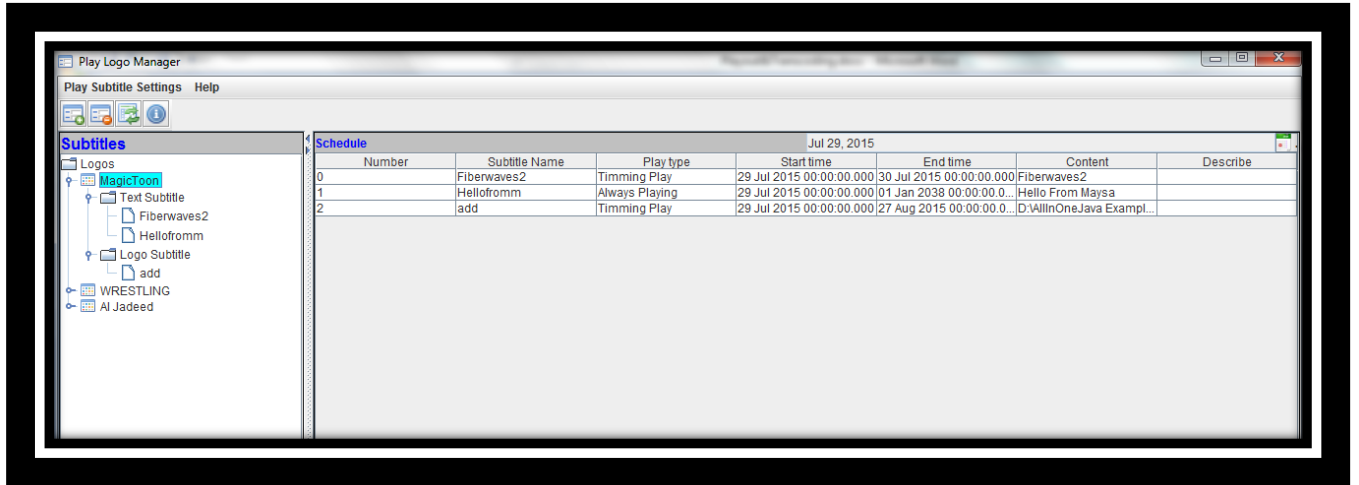 Play Logo Manager
Play Subtitle Settings Help
Subtitles
Logos
MagicToon
Text Subtitle
Fiberwaves2
Hellofromm
Logo Subtitle
add
WRESTLING
Al Jadeed
Schedule Jul 29, 2015
Number Subtitle Name Play type Start time End time Content Describe
0 Fiberwaves2 Timming Play 29 Jul 2015 00:00:00.000 30 Jul 2015 00:00:00.000 Fiberwaves2
1 Hellofromm Always Playing 29 Jul 2015 00:00:00.000 01 Jan 2038 00:00:00.0... Hello From Maysa
2 add Timming Play 29 Jul 2015 00:00:00.000 27 Aug 2015 00:00:00.0... D:\AllInOneJava Exampl...